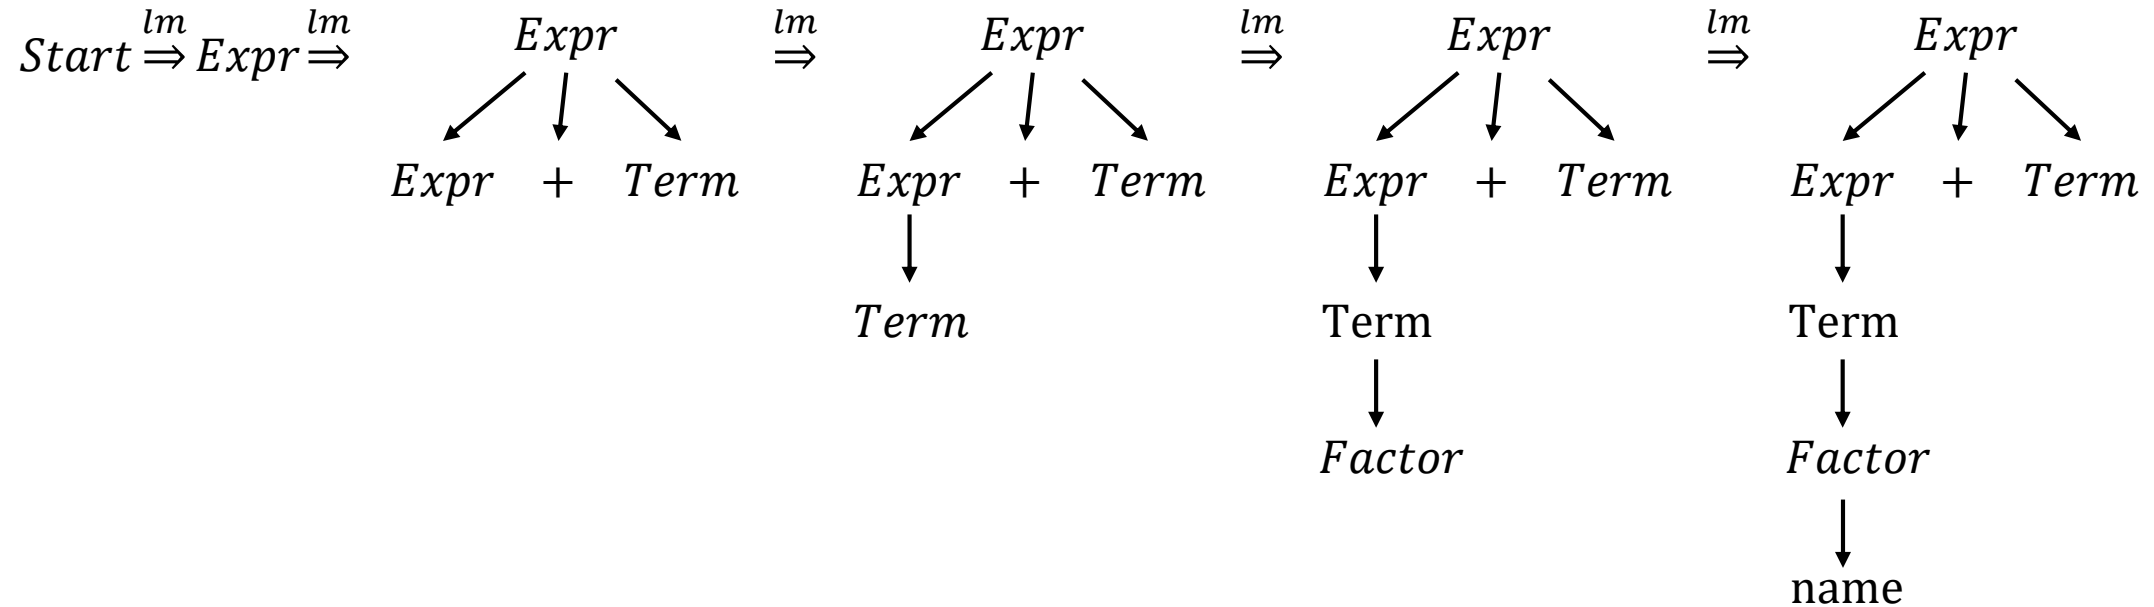 lm lm lm lm lm
Start ⇒ Expr ⇒ Expr ⇒ Expr ⇒ Expr ⇒ Expr
Expr + Term Expr + Term Expr + Term Expr + Term
Term Term Term
Factor Factor
name